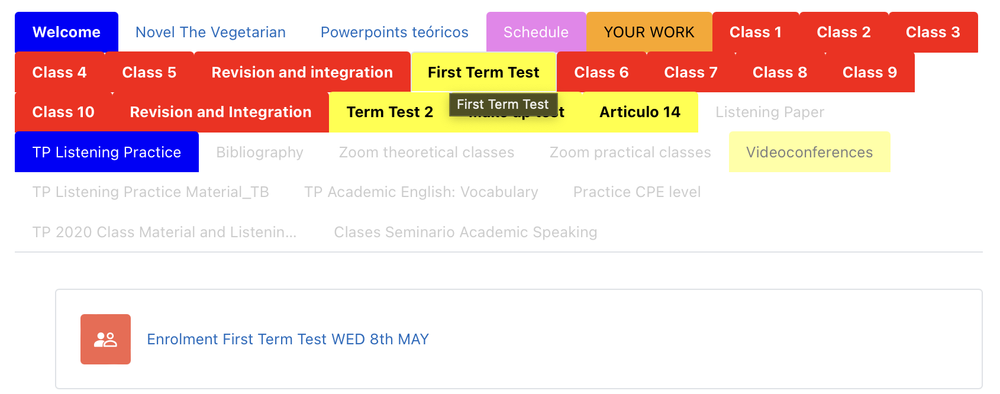 Welcome Novel The Vegetarian Powerpoints teóricos Schedule YOUR WORK Class 1 Class 2 Class 3
Class 4 Class 5 Revision and integration First Term Test Class 6 Class 7 Class 8 Class 9
Class 10 Revision and Integration Term Test 2 First Term Test Articulo 14 Listening Paper
TP Listening Practice Bibliography Zoom theoretical classes Zoom practical classes Videoconferences
TP Listening Practice Material_TB TP Academic English: Vocabulary Practice CPE level
TP 2020 Class Material and Listenin... Clases Seminario Academic Speaking
Enrolment First Term Test WED 8th MAY